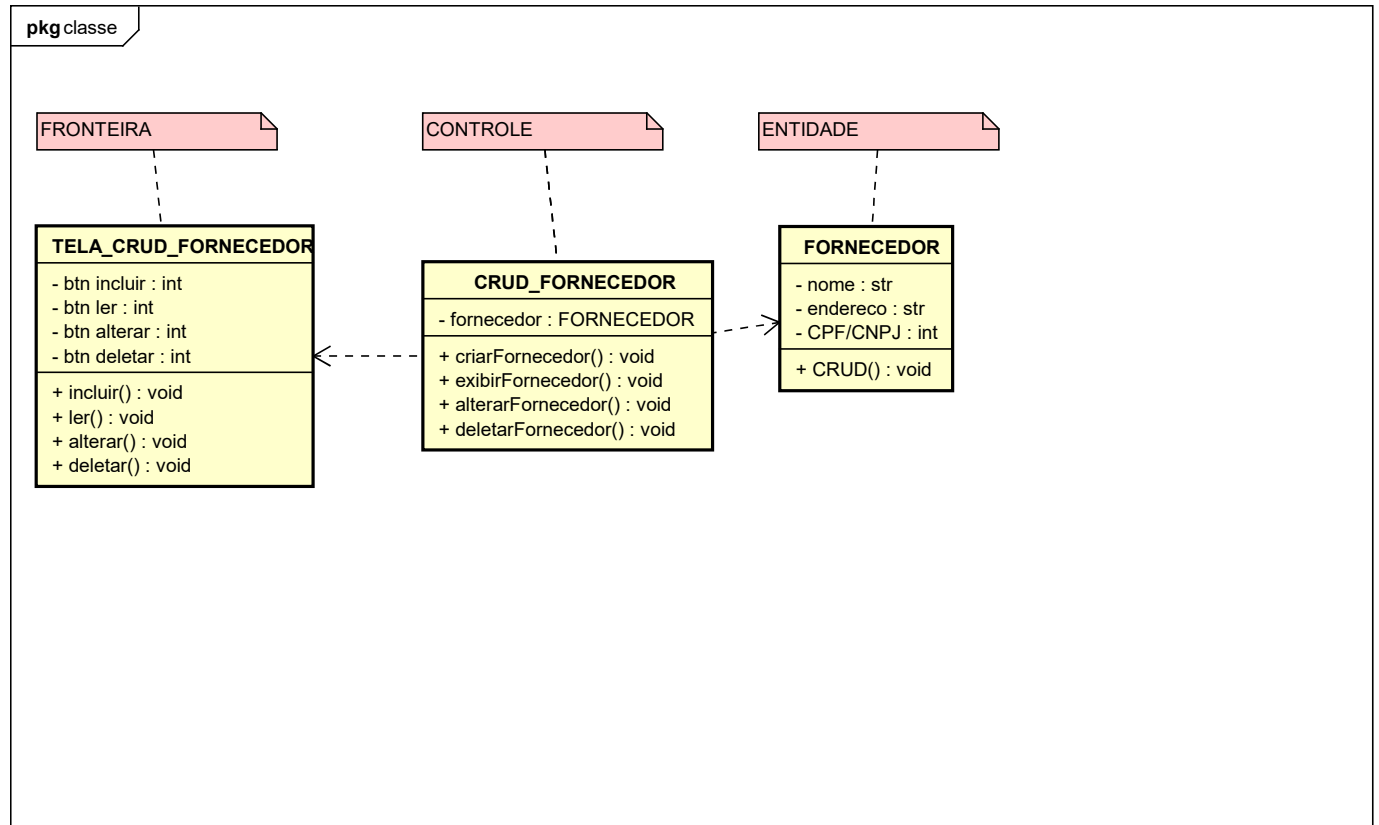 pkg classe
FRONTEIRA
CONTROLE
ENTIDADE
TELA_CRUD_FORNECEDOR
- btn incluir : int
- btn ler : int
- btn alterar : int
- btn deletar : int
+ incluir() : void
+ ler() : void
+ alterar() : void
+ deletar() : void
CRUD_FORNECEDOR
- fornecedor : FORNECEDOR
+ criarFornecedor() : void
+ exibirFornecedor() : void
+ alterarFornecedor() : void
+ deletarFornecedor() : void
FORNECEDOR
- nome : str
- endereco : str
- CPF/CNPJ : int
+ CRUD() : void